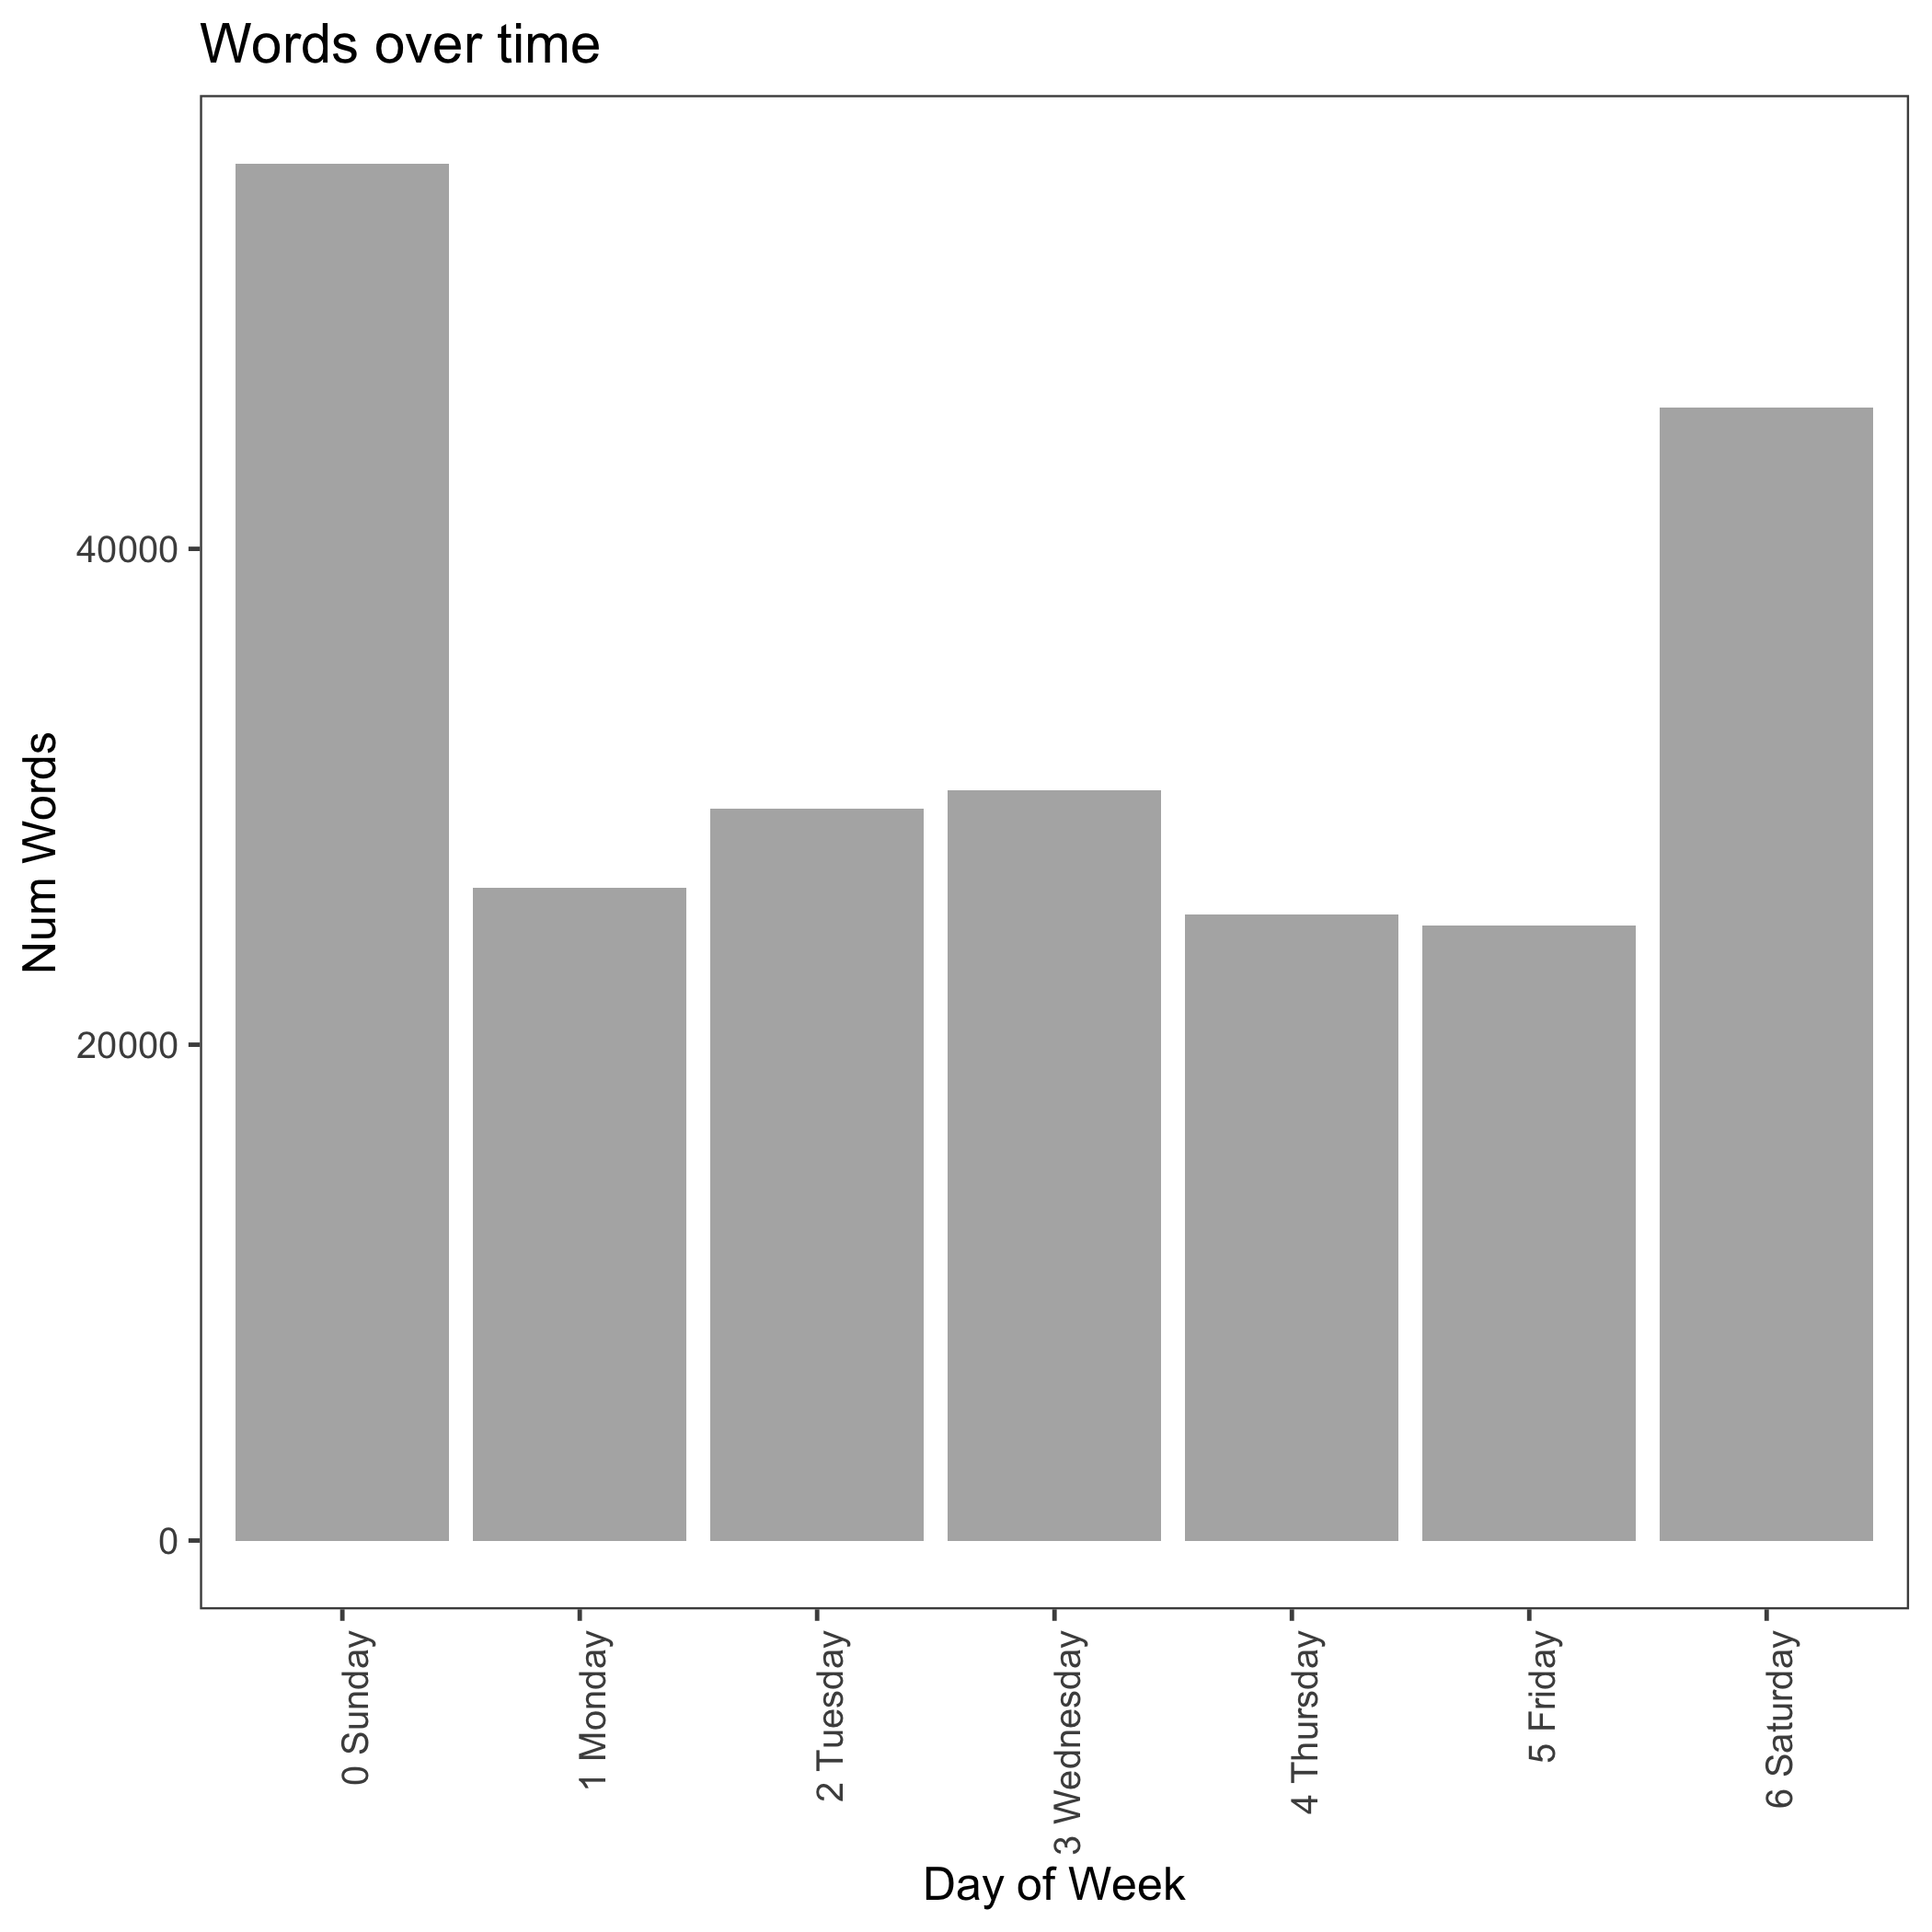 Words over time
Num Words
40000
20000
0
0 Sunday
1 Monday
2 Tuesday
3 Wednesday
4 Thursday
5 Friday
6 Saturday
Day of Week